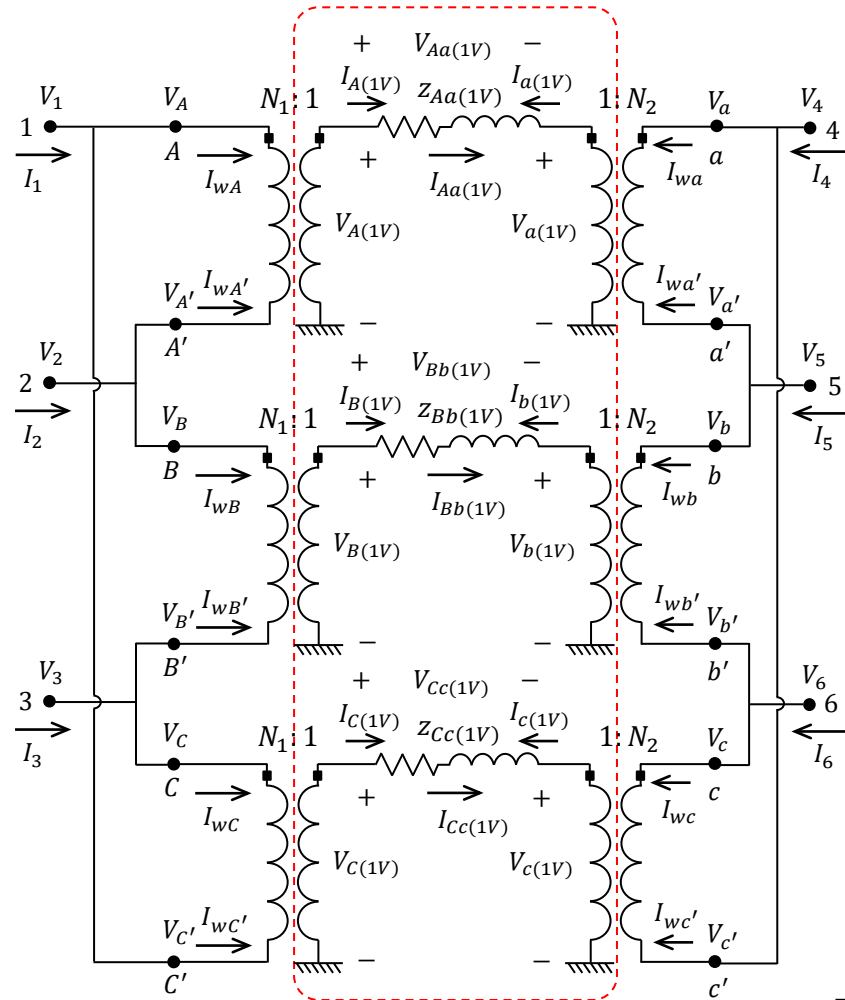 + V_{Aa(1V)} −
I_{A(1V)} I_{a(1V)}
V_1 V_A N_1: 1 z_{Aa(1V)} 1: N_2 V_a V_4
1 4
A I_{wA} + I_{Aa(1V)} + I_{wa} a
I_1 I_4
V_{A(1V)} V_{a(1V)}
V_{A'} I_{wA'} I_{wa'} V_{a'}
A' − − a'
V_2 + V_{Bb(1V)} − V_5
2 I_{B(1V)} I_{b(1V)} 5
I_2 V_B N_1: 1 z_{Bb(1V)} 1: N_2 V_b I_5
B I_{wB} + I_{Bb(1V)} + I_{wb} b
V_{B(1V)} V_{b(1V)}
V_{B'} I_{wB'} I_{wb'} V_{b'}
B' − − b'
V_3 + V_{Cc(1V)} − V_6
3 I_{C(1V)} I_{c(1V)} 6
I_3 V_C N_1: 1 z_{Cc(1V)} 1: N_2 V_c I_6
C I_{wC} + I_{Cc(1V)} + I_{wc} c
V_{C(1V)} V_{c(1V)}
V_{C'} I_{wC'} I_{wc'} V_{c'}
C' − − c'